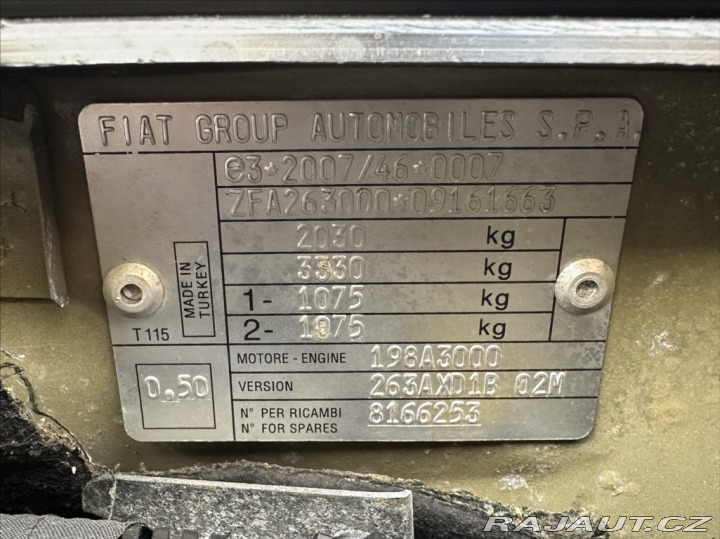 FIAT GROUP AUTOMOBILES S.P.A.
e3*2007/46*0007
ZFA263000*09161663
2030 kg
3330 kg
1- 1075 kg
2- 1075 kg
MADE IN TURKEY
T115
MOTORE - ENGINE 198A3000
0.50
VERSION 263AXD1B 02M
N° PER RICAMBI
N° FOR SPARES 8166253
RAJAUT.CZ